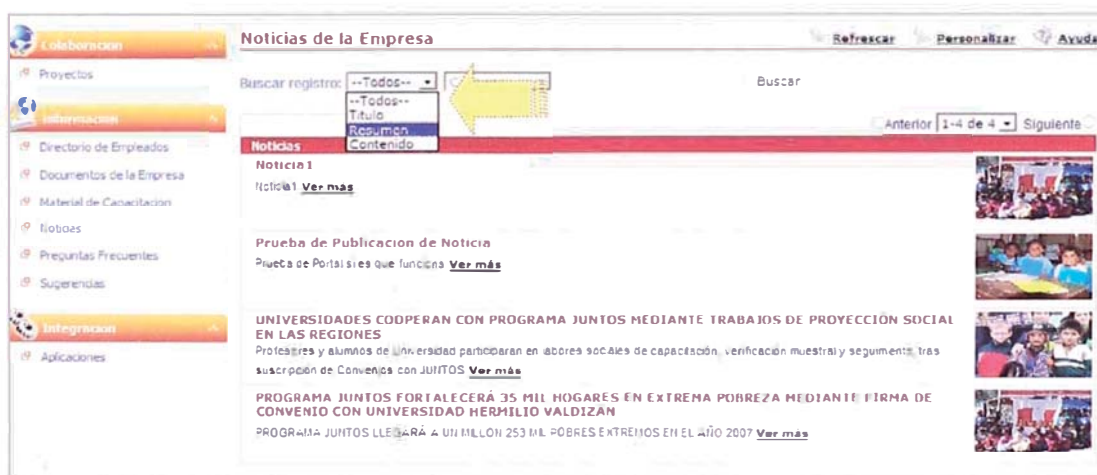 Colaboracion
Proyectos
Informacion
Directorio de Empleados
Documentos de la Empresa
Material de Capacitacion
Noticias
Preguntas Frecuentes
Sugerencias
Integracion
Aplicaciones
Noticias de la Empresa
Refrescar Personalizar Ayuda
Buscar registro: --Todos-- Buscar
--Todos--
Titulo
Resumen
Contenido
Anterior 1-4 de 4 Siguiente
Noticias
Noticia1
Noticia1 Ver más
Prueba de Publicacion de Noticia
Prueba de Portal si es que funciona Ver más
UNIVERSIDADES COOPERAN CON PROGRAMA JUNTOS MEDIANTE TRABAJOS DE PROYECCIÓN SOCIAL
EN LAS REGIONES
Profesores y alumnos de Universidad participaran en labores sociales de capacitación, verificación muestral y seguimiento, tras
suscripción de Convenios con JUNTOS Ver más
PROGRAMA JUNTOS FORTALECERÁ 35 MIL HOGARES EN EXTREMA POBREZA MEDIANTE FIRMA DE
CONVENIO CON UNIVERSIDAD HERMILIO VALDIZÁN
PROGRAMA JUNTOS LLEGARÁ A UN MILLON 253 MIL POBRES EXTREMOS EN EL AÑO 2007 Ver más